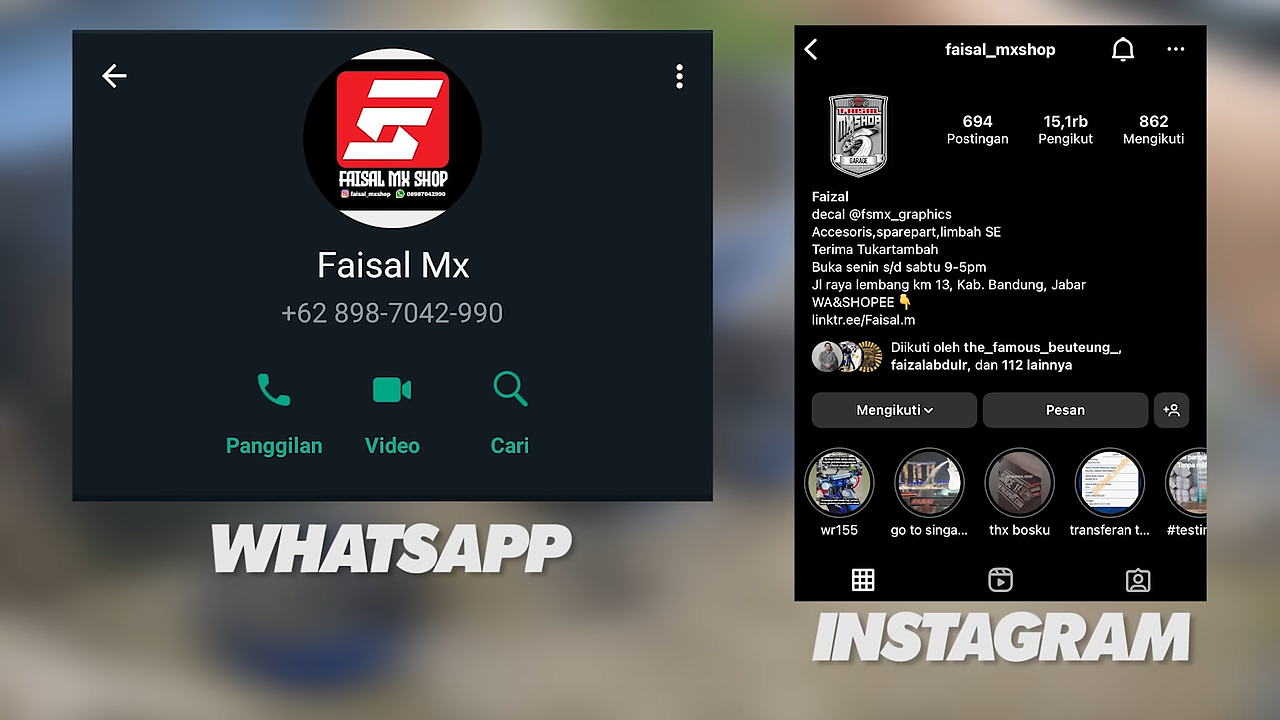 FAISAL MX SHOP
faisal_mxshop 08987042990
Faisal Mx
+62 898-7042-990
Panggilan
Video
Cari
WHATSAPP
faisal_mxshop
FAISAL
MXSHOP
GARAGE
694
Postingan
15,1rb
Pengikut
862
Mengikuti
Faizal
decal @fsmx_graphics
Accesoris,sparepart,limbah SE
Terima Tukartambah
Buka senin s/d sabtu 9-5pm
Jl raya lembang km 13, Kab. Bandung, Jabar
WA&SHOPEE👇
linktr.ee/Faisal.m
Diikuti oleh the_famous_beuteung_,
faizalabdulr, dan 112 lainnya
Mengikuti
Pesan
wr155
go to singa...
thx bosku
transferan t...
#testin
INSTAGRAM